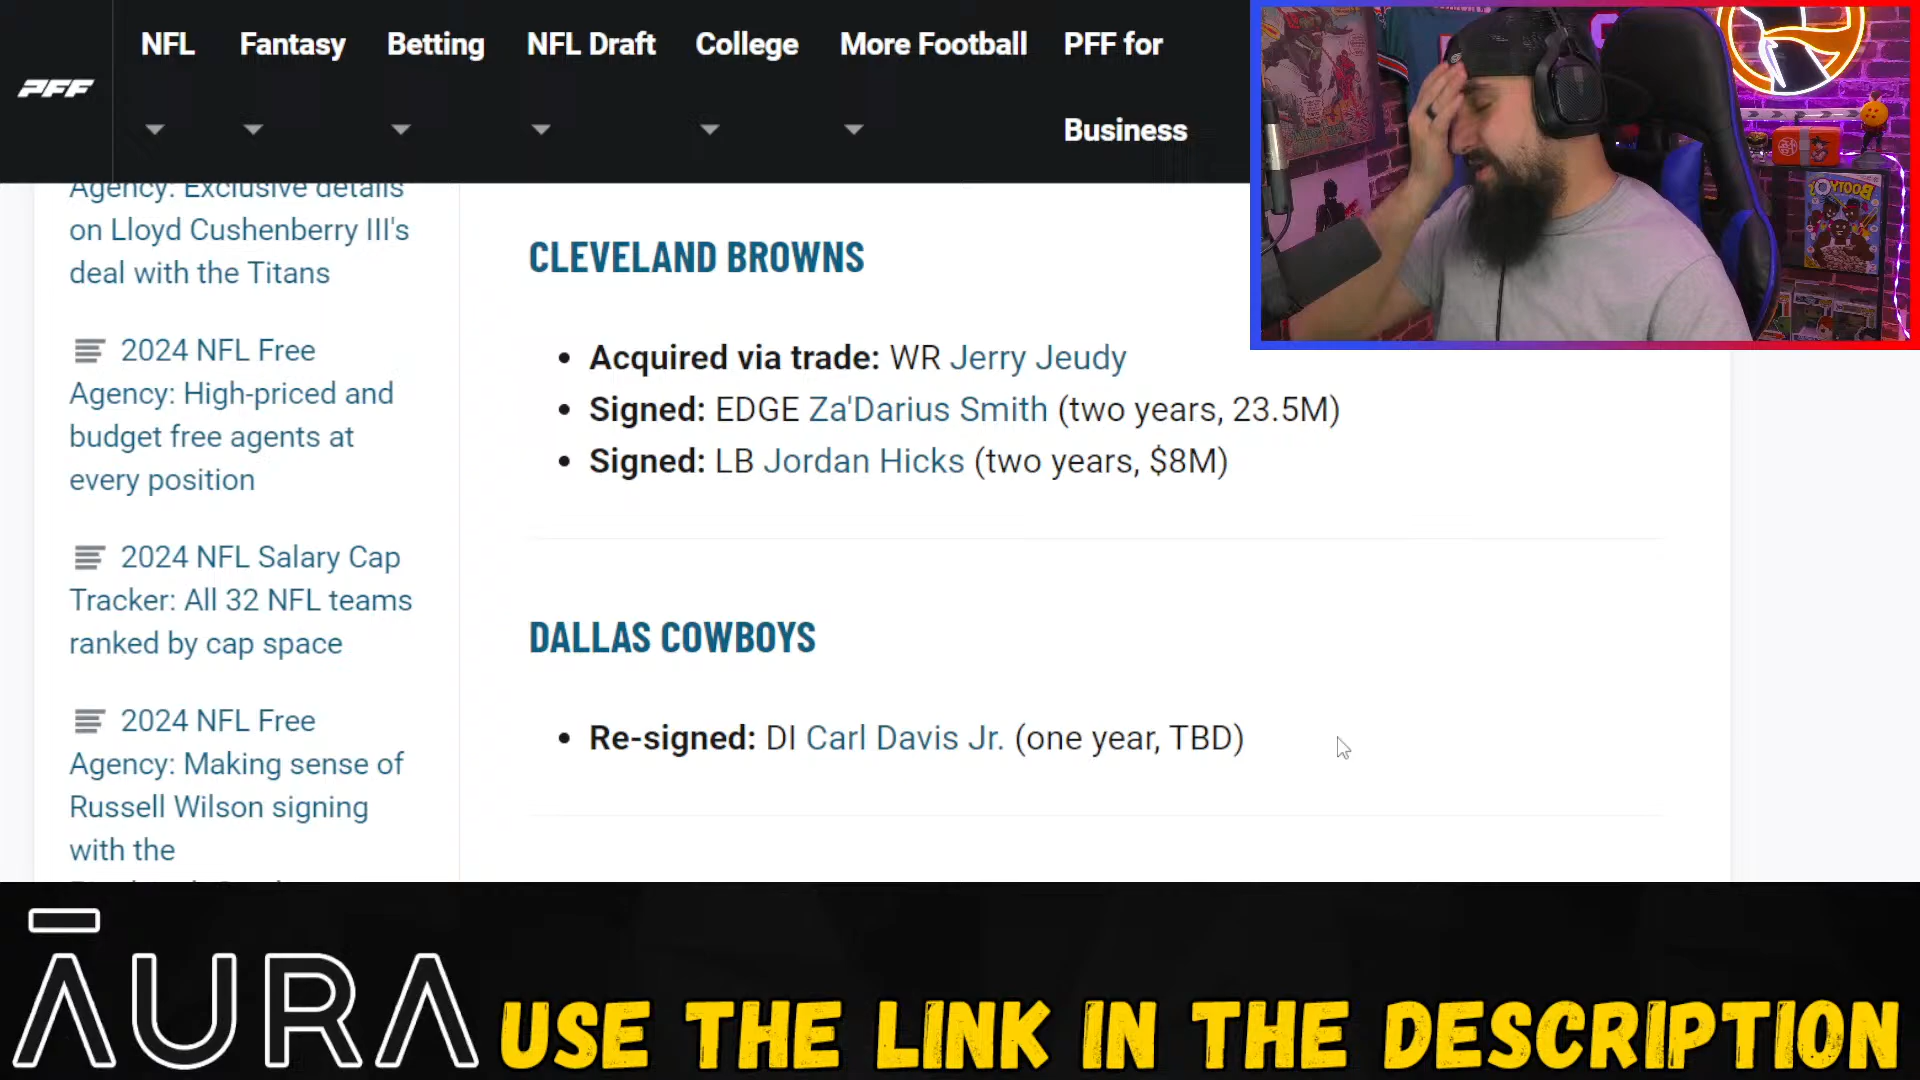 PFF
NFL
Fantasy
Betting
NFL Draft
College
More Football
PFF for
Business
Agency: Exclusive details
on Lloyd Cushenberry III's
deal with the Titans
2024 NFL Free
Agency: High-priced and
budget free agents at
every position
2024 NFL Salary Cap
Tracker: All 32 NFL teams
ranked by cap space
2024 NFL Free
Agency: Making sense of
Russell Wilson signing
with the
CLEVELAND BROWNS
• Acquired via trade: WR Jerry Jeudy
• Signed: EDGE Za'Darius Smith (two years, 23.5M)
• Signed: LB Jordan Hicks (two years, $8M)
DALLAS COWBOYS
• Re-signed: DI Carl Davis Jr. (one year, TBD)
AURA
USE THE LINK IN THE DESCRIPTION